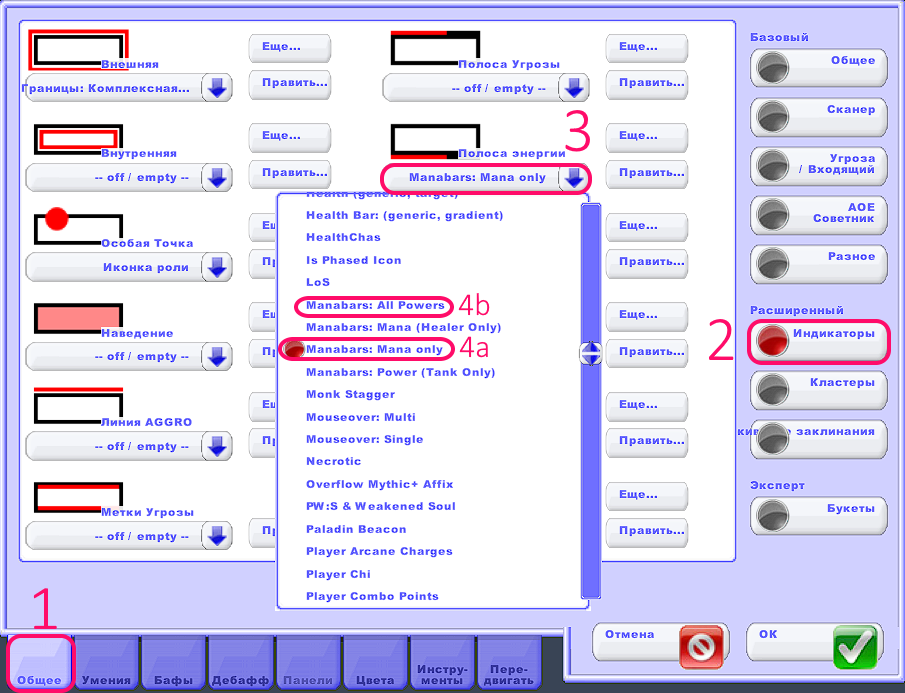 Внешняя
Границы: Комплексная...
Еще...
Править...
Полоса Угрозы
-- off / empty --
Еще...
Править...
Внутренняя
-- off / empty --
Еще...
Править...
3
Полоса энергии
Manabars: Mana only
Еще...
Править...
Особая Точка
Иконка роли
Еще...
Править...
Наведение
-- off / empty --
Еще...
Править...
Линия AGGRO
-- off / empty --
Еще...
Править...
Метки Угрозы
-- off / empty --
Еще...
Править...
Health (generic, target)
Health Bar: (generic, gradient)
HealthChas
Is Phased Icon
LoS
Manabars: All Powers
4b
Manabars: Mana (Healer Only)
Manabars: Mana only
4a
Manabars: Power (Tank Only)
Monk Stagger
Mouseover: Multi
Mouseover: Single
Necrotic
Overflow Mythic+ Affix
PW:S & Weakened Soul
Paladin Beacon
Player Arcane Charges
Player Chi
Player Combo Points
Базовый
Общее
Сканер
Угроза
/ Входящий
АОЕ
Советник
Разное
Расширенный
2
Индикаторы
Кластеры
заклинания
Эксперт
Букеты
1
Общее
Умения
Бафы
Дебафф
Панели
Цвета
Инстру-
менты
Пере-
двигать
Отмена
OK